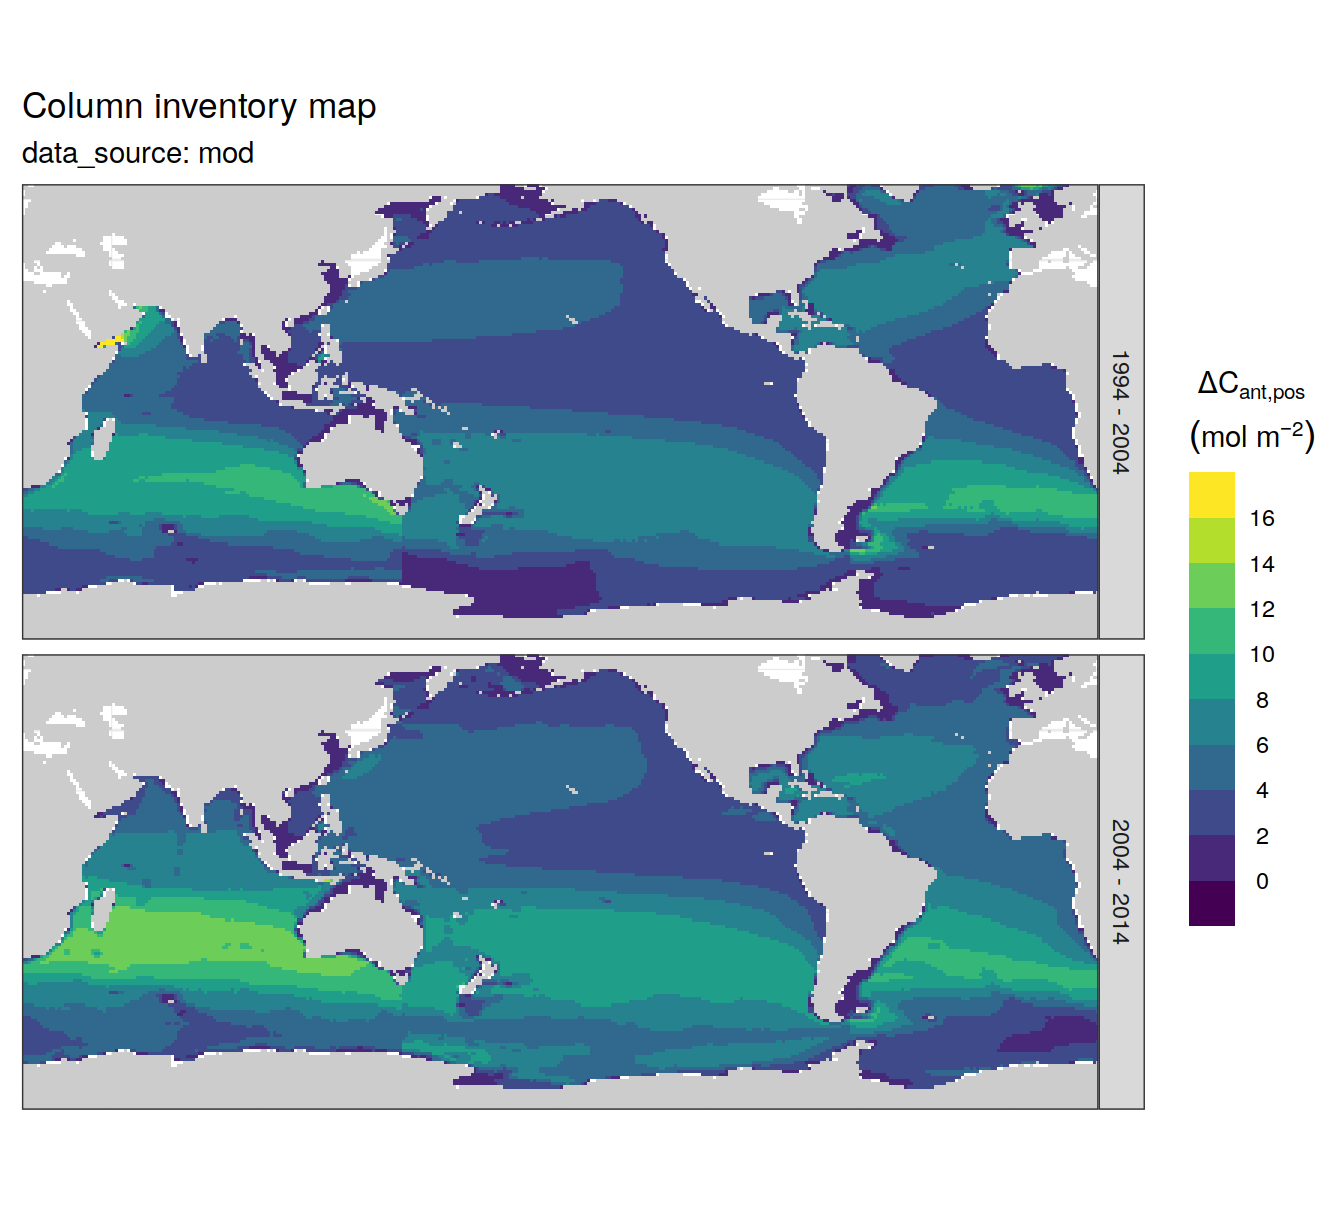 Column inventory map
data_source: mod
1994 - 2004
2004 - 2014
ΔCant,pos
(mol m−2)
16
14
12
10
8
6
4
2
0